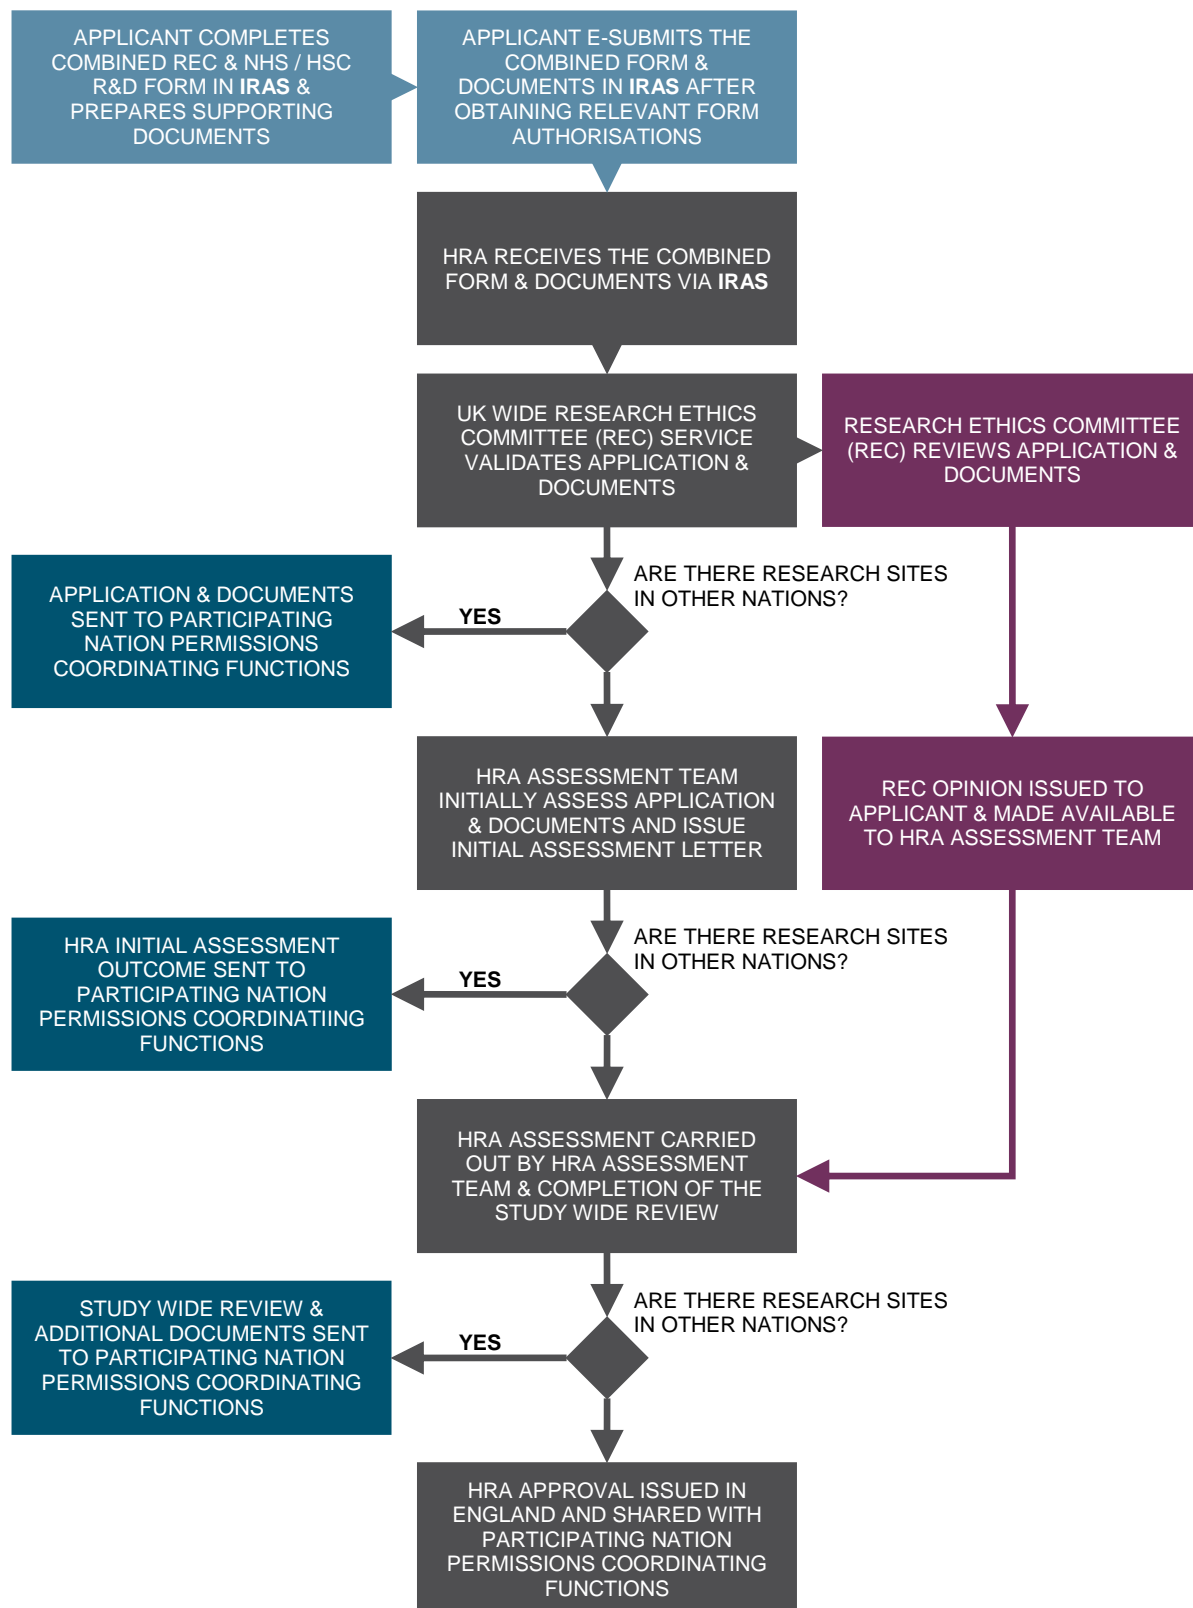 APPLICANT COMPLETES
COMBINED REC & NHS / HSC
R&D FORM IN IRAS &
PREPARES SUPPORTING
DOCUMENTS
APPLICANT E-SUBMITS THE
COMBINED FORM &
DOCUMENTS IN IRAS AFTER
OBTAINING RELEVANT FORM
AUTHORISATIONS
HRA RECEIVES THE COMBINED
FORM & DOCUMENTS VIA IRAS
UK WIDE RESEARCH ETHICS
COMMITTEE (REC) SERVICE
VALIDATES APPLICATION &
DOCUMENTS
RESEARCH ETHICS COMMITTEE
(REC) REVIEWS APPLICATION &
DOCUMENTS
ARE THERE RESEARCH SITES
IN OTHER NATIONS?
YES
APPLICATION & DOCUMENTS
SENT TO PARTICIPATING
NATION PERMISSIONS
COORDINATING FUNCTIONS
HRA ASSESSMENT TEAM
INITIALLY ASSESS APPLICATION
& DOCUMENTS AND ISSUE
INITIAL ASSESSMENT LETTER
REC OPINION ISSUED TO
APPLICANT & MADE AVAILABLE
TO HRA ASSESSMENT TEAM
ARE THERE RESEARCH SITES
IN OTHER NATIONS?
YES
HRA INITIAL ASSESSMENT
OUTCOME SENT TO
PARTICIPATING NATION
PERMISSIONS COORDINATIING
FUNCTIONS
HRA ASSESSMENT CARRIED
OUT BY HRA ASSESSMENT
TEAM & COMPLETION OF THE
STUDY WIDE REVIEW
ARE THERE RESEARCH SITES
IN OTHER NATIONS?
YES
STUDY WIDE REVIEW &
ADDITIONAL DOCUMENTS SENT
TO PARTICIPATING NATION
PERMISSIONS COORDINATING
FUNCTIONS
HRA APPROVAL ISSUED IN
ENGLAND AND SHARED WITH
PARTICIPATING NATION
PERMISSIONS COORDINATING
FUNCTIONS